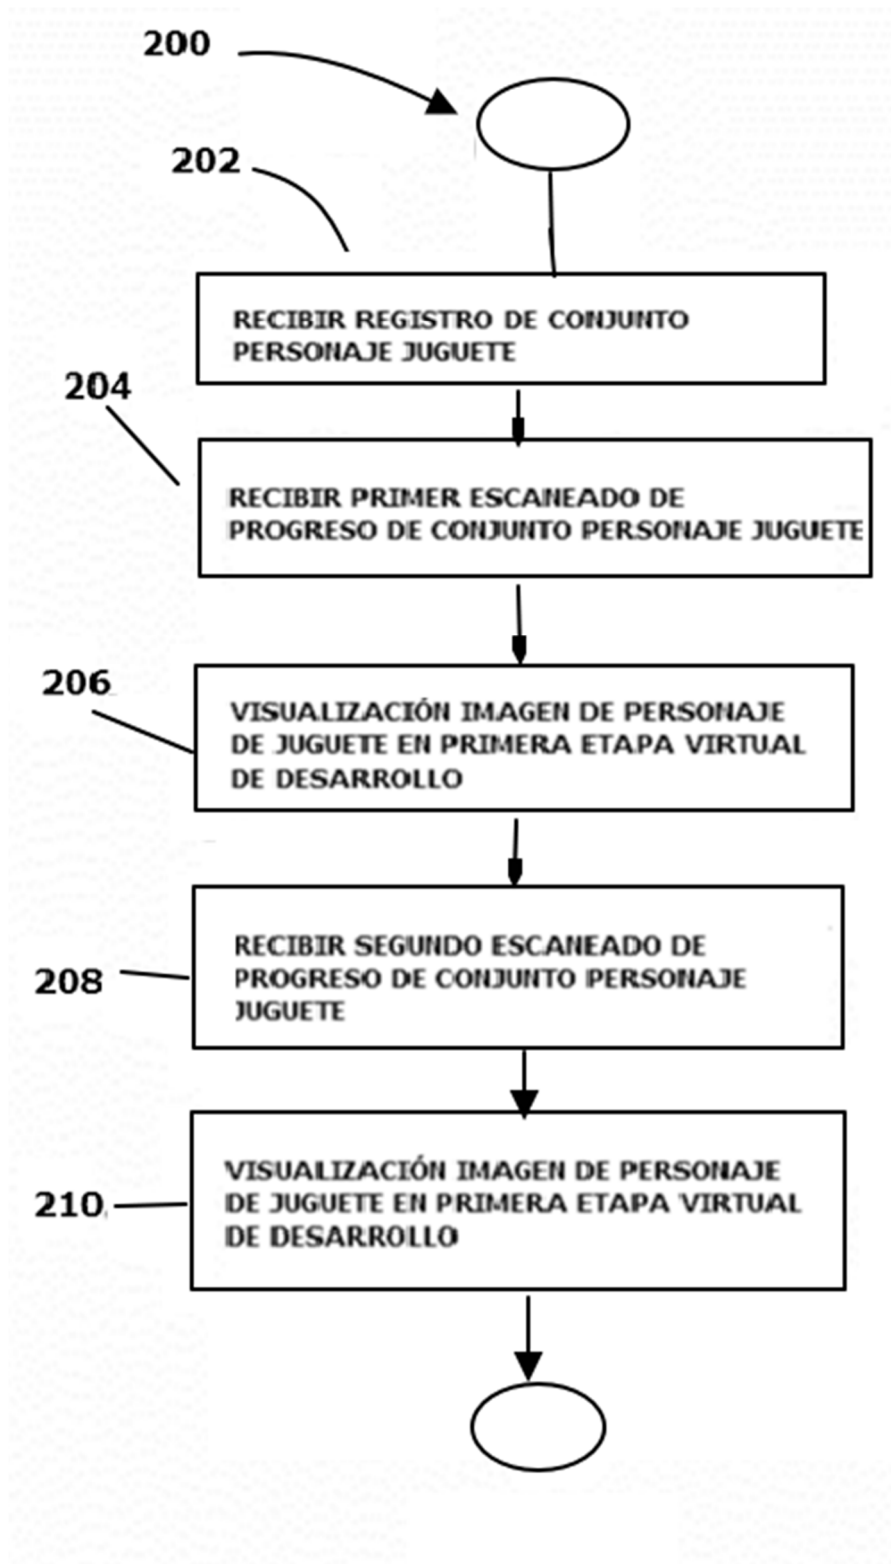 200
202
RECIBIR REGISTRO DE CONJUNTO
PERSONAJE JUGUETE
204
RECIBIR PRIMER ESCANEADO DE
PROGRESO DE CONJUNTO PERSONAJE JUGUETE
206
VISUALIZACIÓN IMAGEN DE PERSONAJE
DE JUGUETE EN PRIMERA ETAPA VIRTUAL
DE DESARROLLO
208
RECIBIR SEGUNDO ESCANEADO DE
PROGRESO DE CONJUNTO PERSONAJE
JUGUETE
210
VISUALIZACIÓN IMAGEN DE PERSONAJE
DE JUGUETE EN PRIMERA ETAPA VIRTUAL
DE DESARROLLO